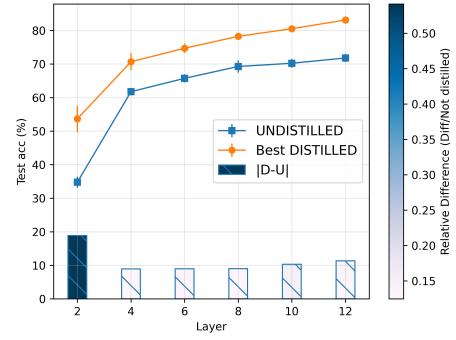 Test acc (%)
80
70
60
50
40
30
20
10
0
2 4 6 8 10 12
Layer
UNDISTILLED
Best DISTILLED
|D-U|
0.50
0.45
0.40
0.35
0.30
0.25
0.20
0.15
Relative Difference (Diff/Not distilled)